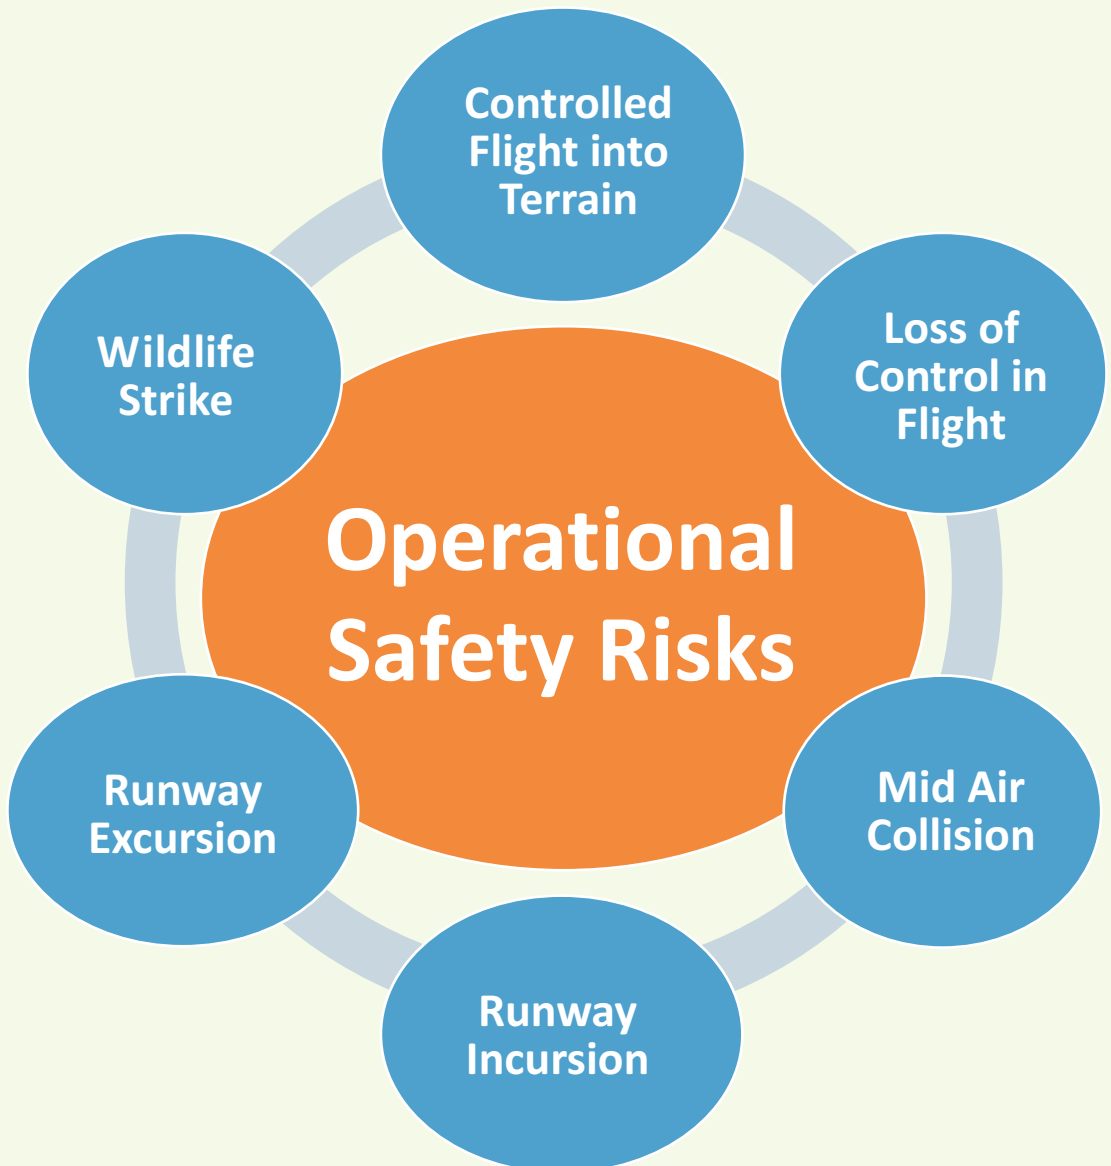 Controlled
Flight into
Terrain
Loss of
Control in
Flight
Mid Air
Collision
Runway
Incursion
Runway
Excursion
Wildlife
Strike
Operational
Safety Risks